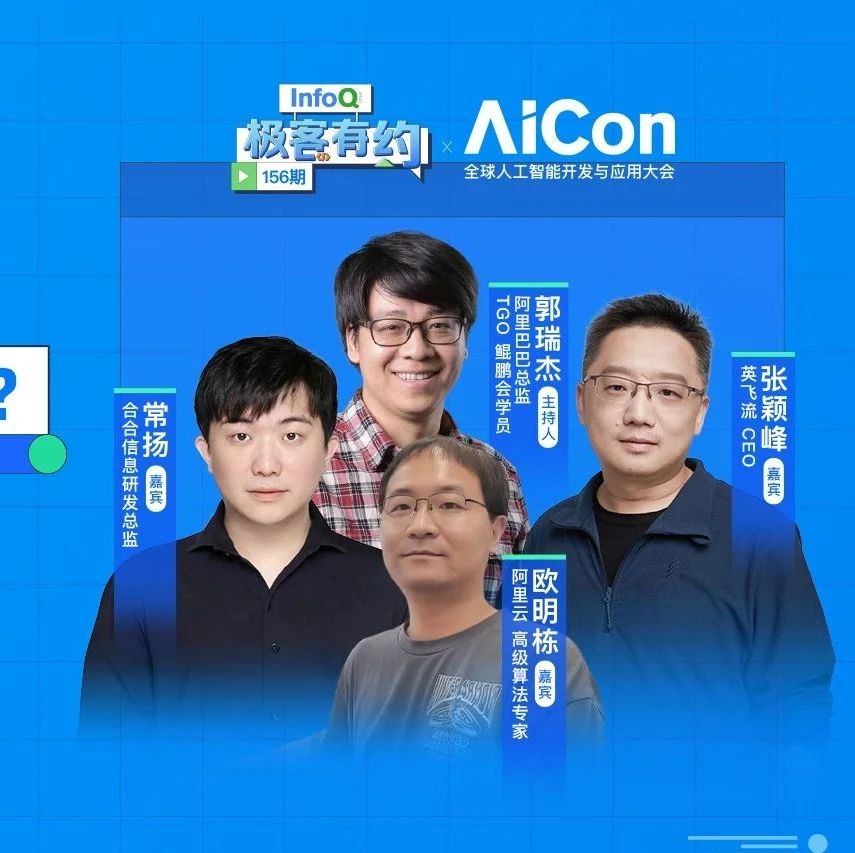 InfoQ
极客有约
156期
×
AiCon
全球人工智能开发与应用大会
?
郭瑞杰 主持人
阿里巴巴总监
TGO 鲲鹏会学员
张颖峰 嘉宾
英飞流 CEO
常扬 嘉宾
合合信息研发总监
欧明栋 嘉宾
阿里云 高级算法专家